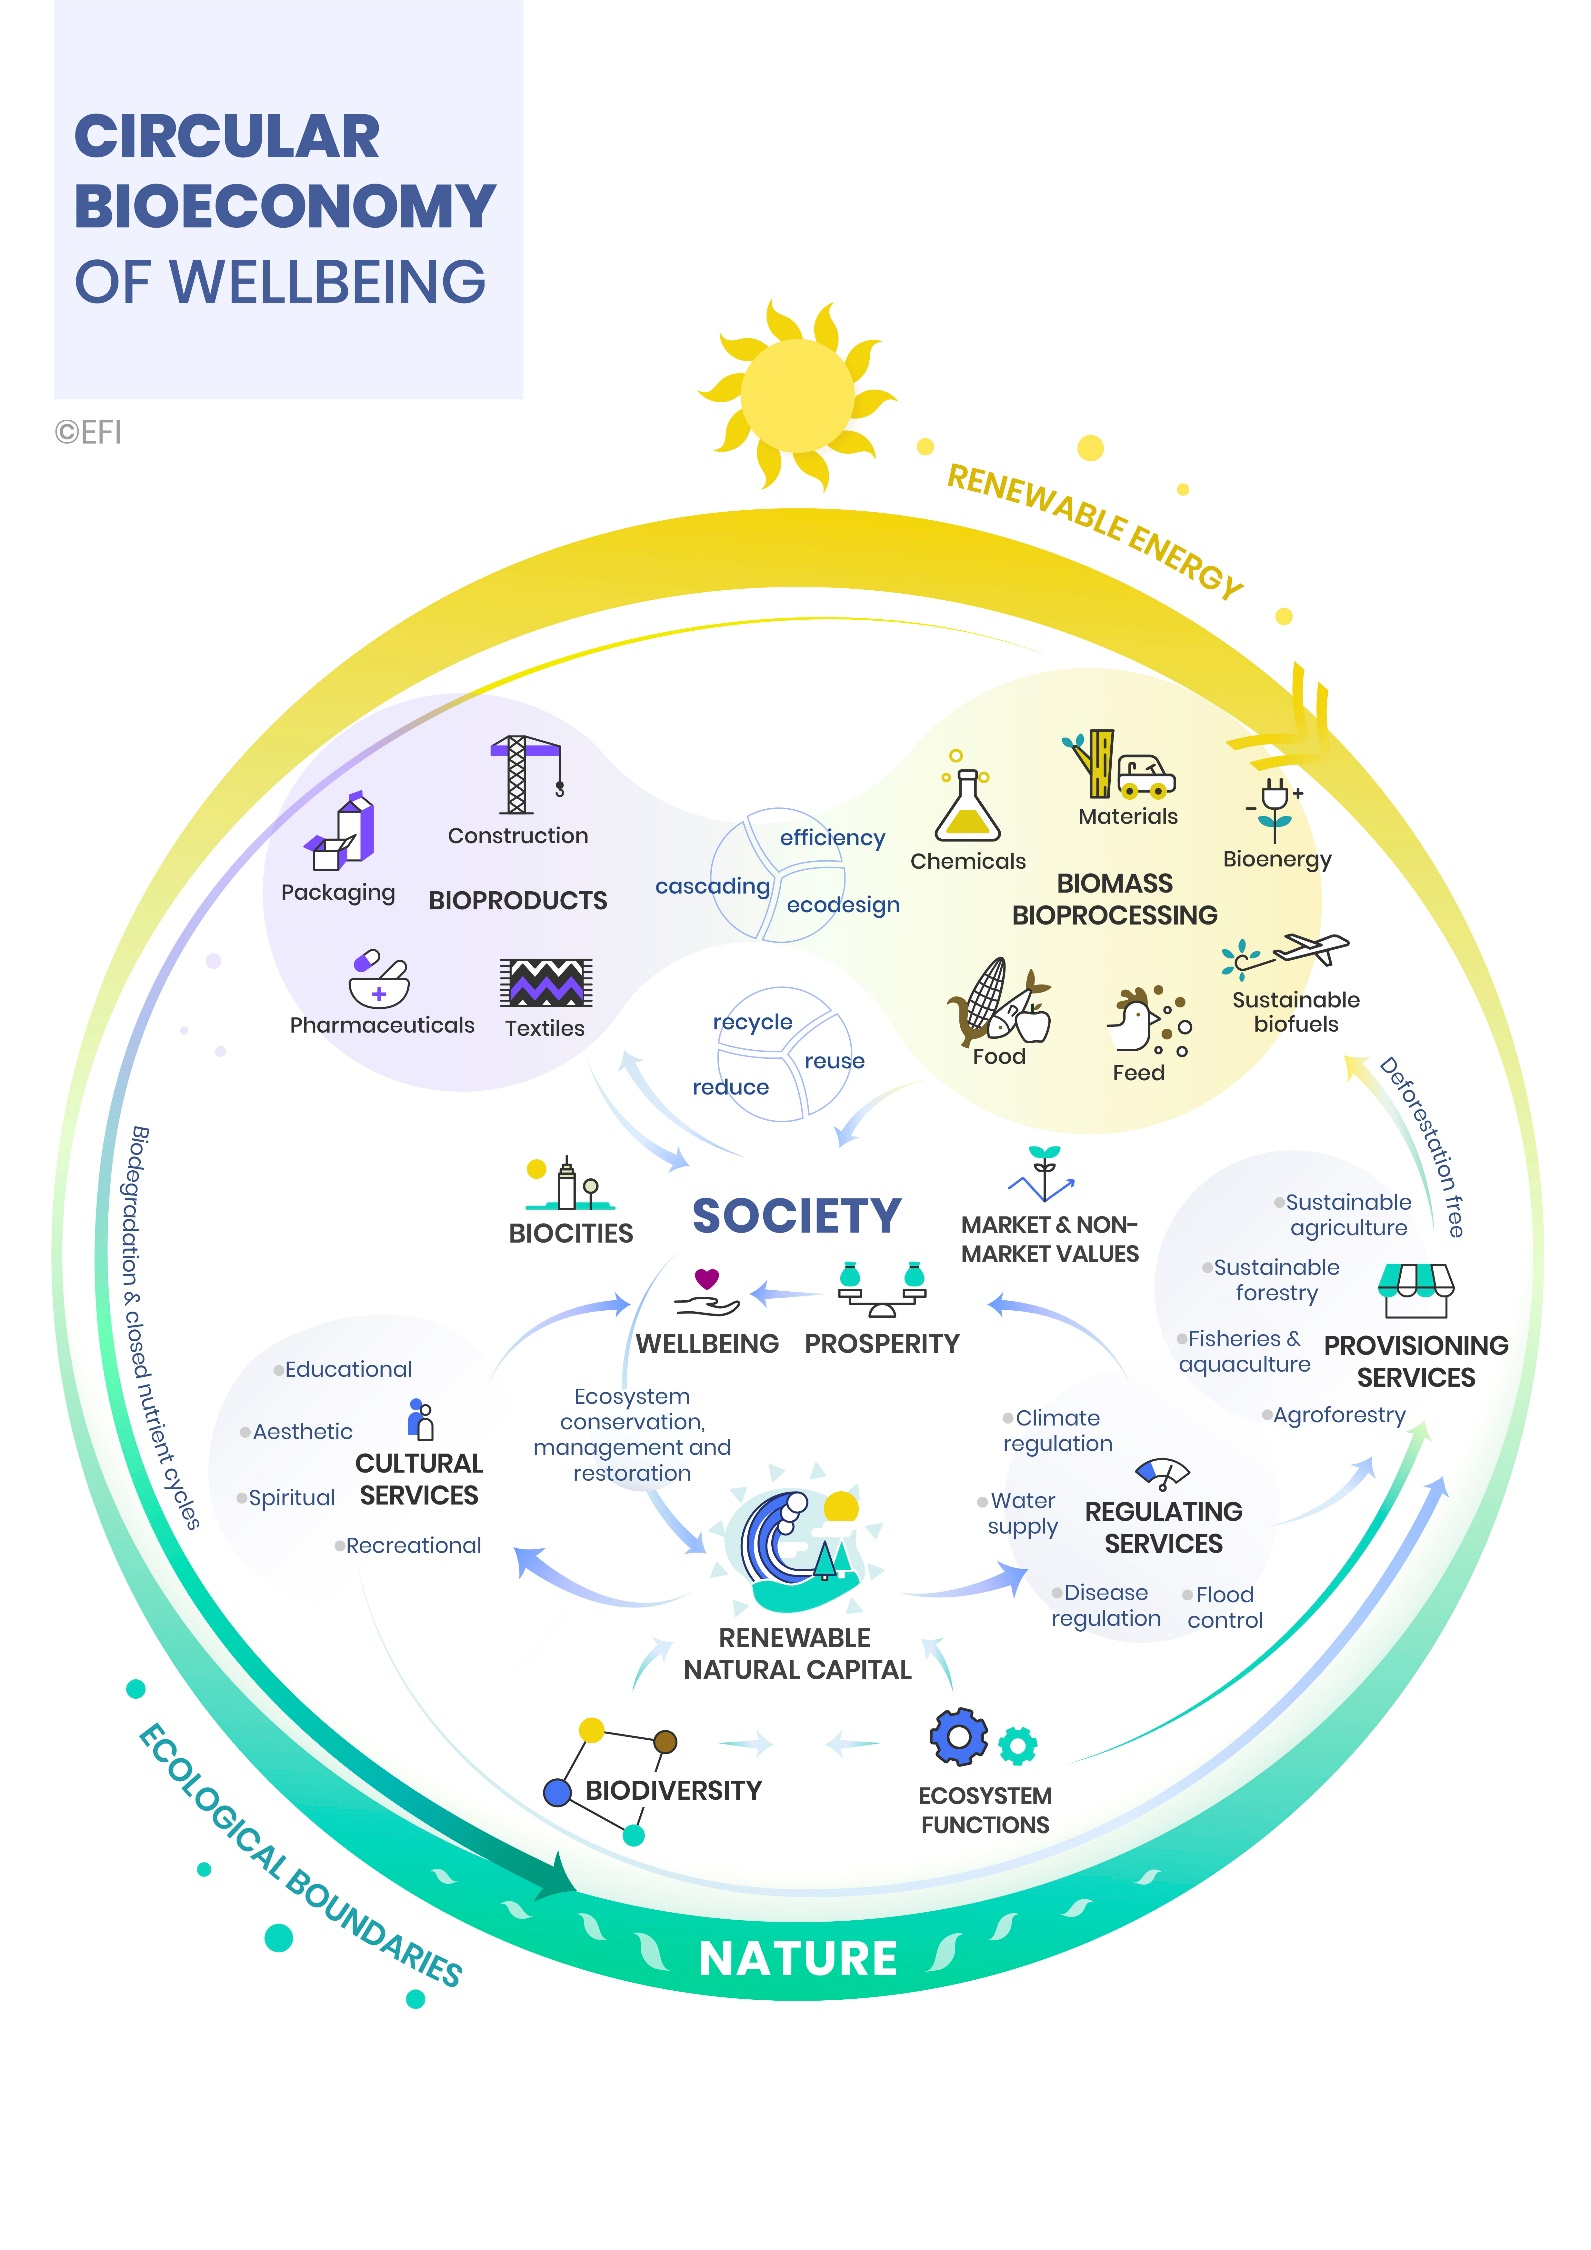 CIRCULAR
BIOECONOMY
OF WELLBEING
©EFI
RENEWABLE ENERGY
Construction
Packaging
BIOPRODUCTS
Pharmaceuticals
Textiles
efficiency
cascading
ecodesign
recycle
reuse
reduce
Chemicals
Materials
Bioenergy
BIOMASS
BIOPROCESSING
Food
Feed
Sustainable
biofuels
Deforestation free
Biodegradation & closed nutrient cycles
BIOCITIES
SOCIETY
MARKET & NON-
MARKET VALUES
WELLBEING
PROSPERITY
Sustainable
agriculture
Sustainable
forestry
Fisheries &
aquaculture
PROVISIONING
SERVICES
Agroforestry
Educational
Aesthetic
CULTURAL
SERVICES
Spiritual
Recreational
Ecosystem
conservation,
management and
restoration
Climate
regulation
Water
supply
REGULATING
SERVICES
Disease
regulation
Flood
control
RENEWABLE
NATURAL CAPITAL
BIODIVERSITY
ECOSYSTEM
FUNCTIONS
ECOLOGICAL BOUNDARIES
NATURE